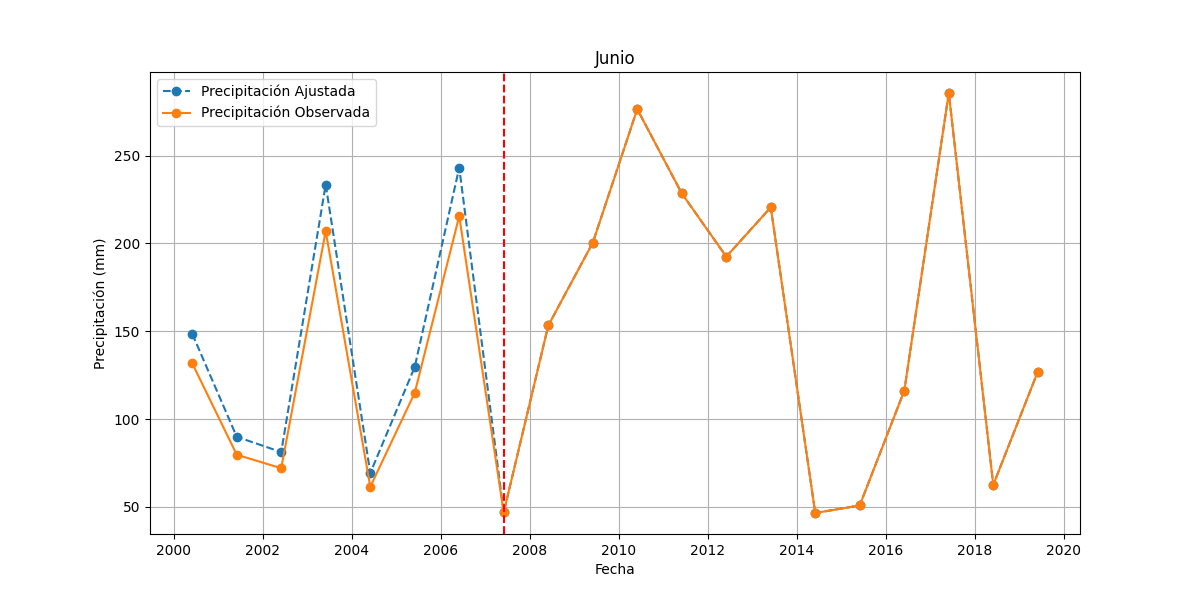 Junio
Precipitación Ajustada
Precipitación Observada
Precipitación (mm)
250
200
150
100
50
2000 2002 2004 2006 2008 2010 2012 2014 2016 2018 2020
Fecha